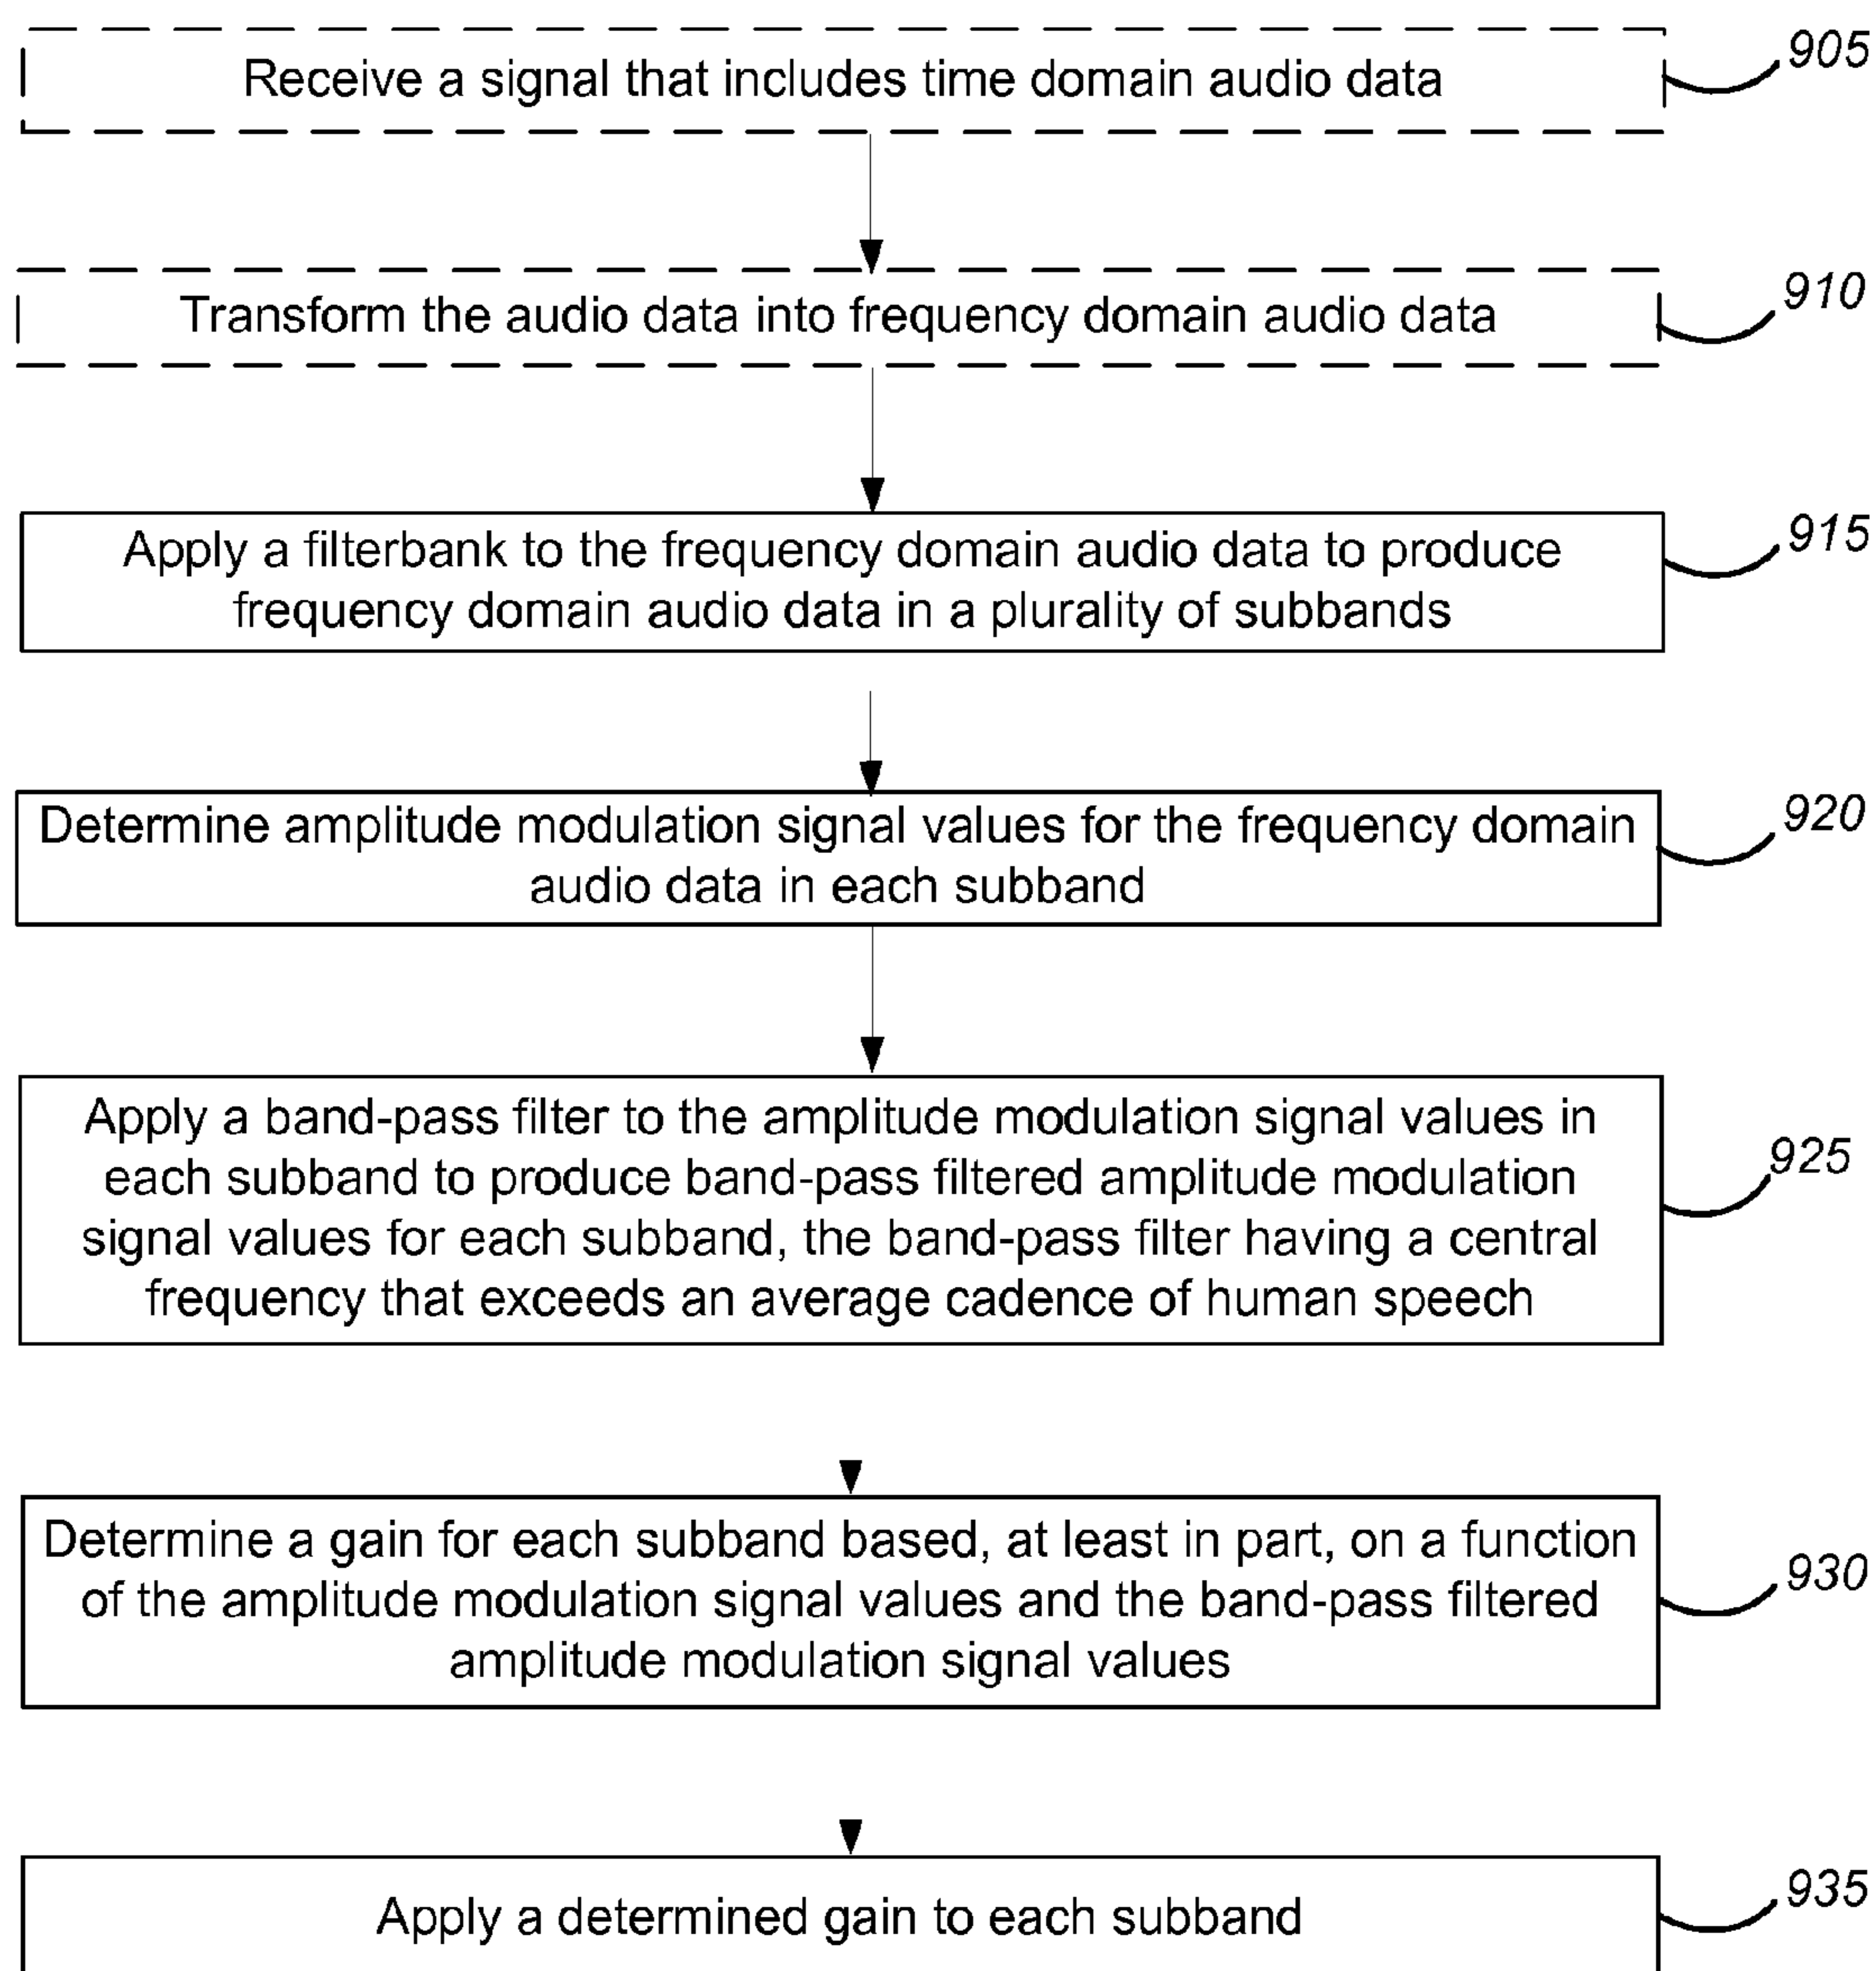 Receive a signal that includes time domain audio data
905
Transform the audio data into frequency domain audio data
910
Apply a filterbank to the frequency domain audio data to produce
frequency domain audio data in a plurality of subbands
915
Determine amplitude modulation signal values for the frequency domain
audio data in each subband
920
Apply a band-pass filter to the amplitude modulation signal values in
each subband to produce band-pass filtered amplitude modulation
signal values for each subband, the band-pass filter having a central
frequency that exceeds an average cadence of human speech
925
Determine a gain for each subband based, at least in part, on a function
of the amplitude modulation signal values and the band-pass filtered
amplitude modulation signal values
930
Apply a determined gain to each subband
935